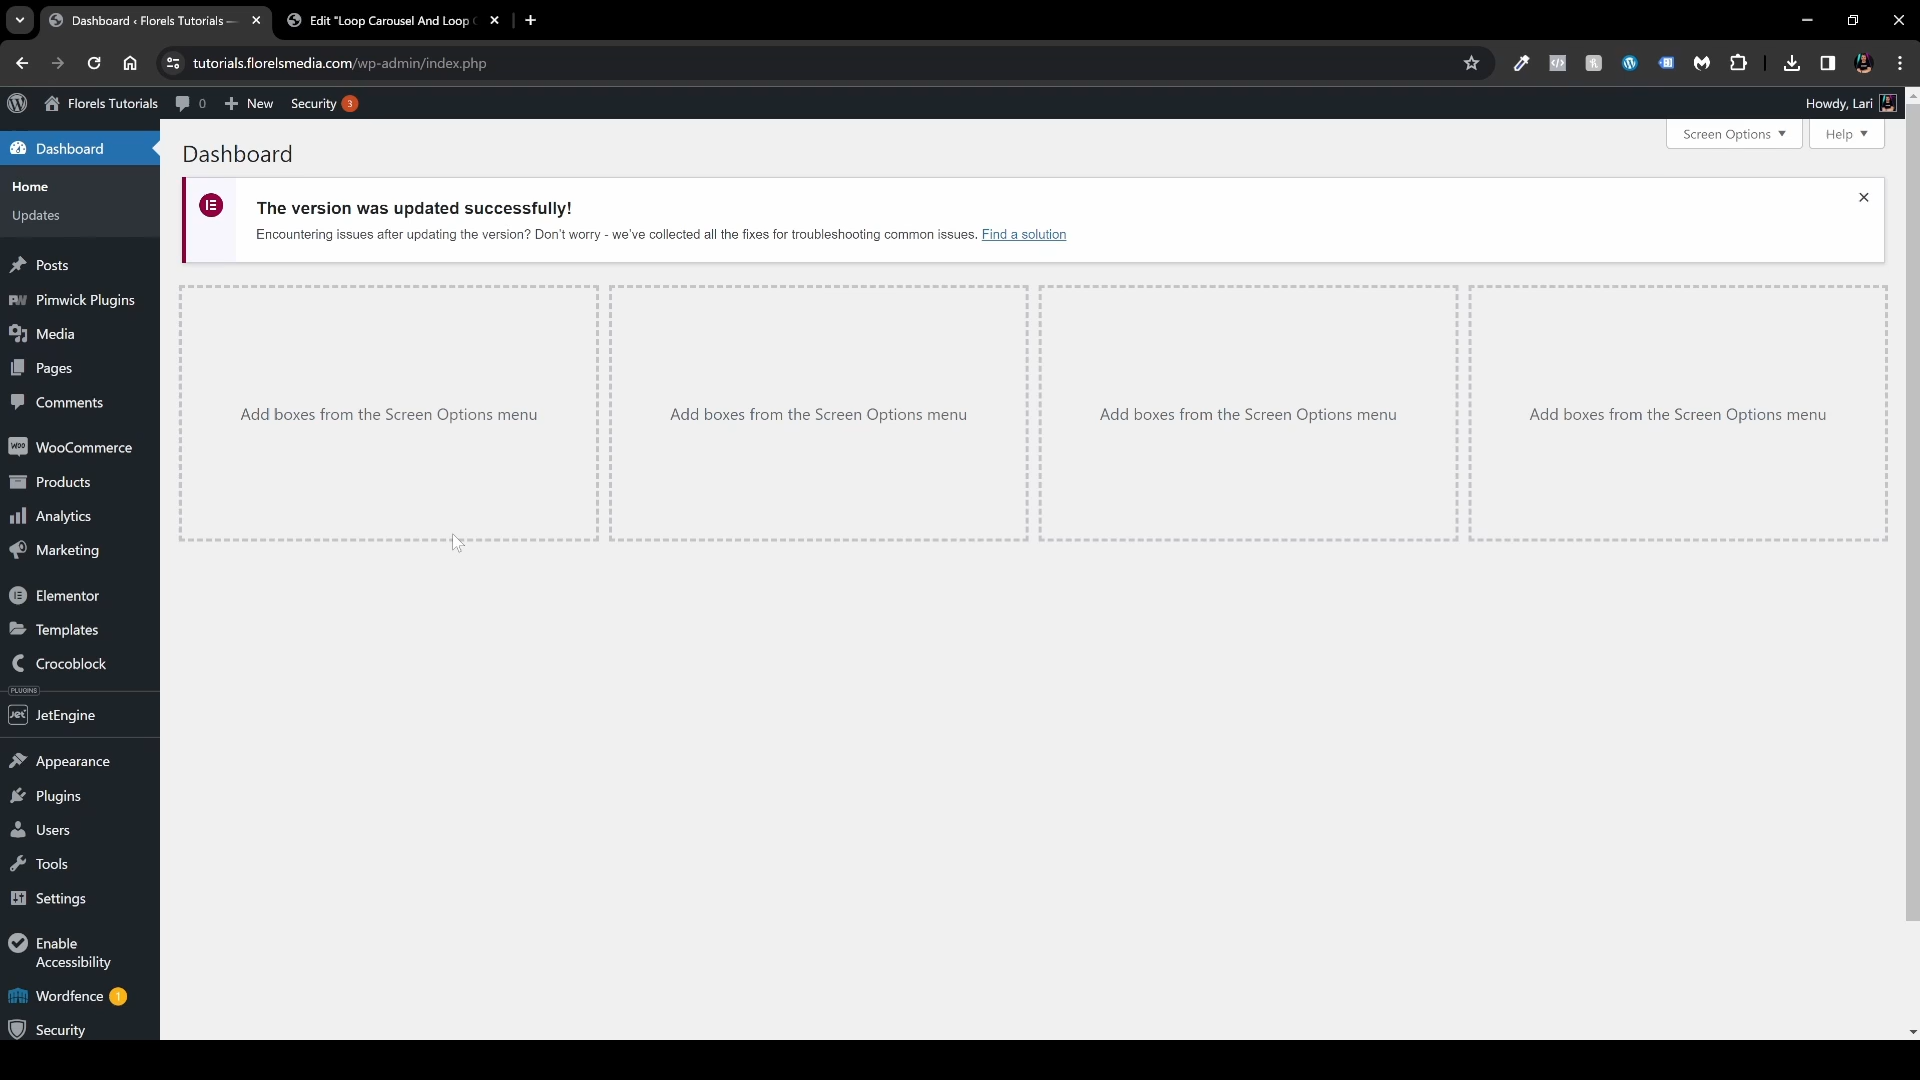 Dashboard ‹ Florels Tutorials —
Edit "Loop Carousel And Loop
tutorials.florelsmedia.com/wp-admin/index.php
Florels Tutorials
0
New
Security 3
Howdy, Lari
Dashboard
Home
Updates
Posts
Pimwick Plugins
Media
Pages
Comments
WooCommerce
Products
Analytics
Marketing
Elementor
Templates
Crocoblock
PLUGINS
JetEngine
Appearance
Plugins
Users
Tools
Settings
Enable
Accessibility
Wordfence 1
Security
Dashboard
Screen Options
Help
The version was updated successfully!
Encountering issues after updating the version? Don't worry - we've collected all the fixes for troubleshooting common issues. Find a solution
Add boxes from the Screen Options menu
Add boxes from the Screen Options menu
Add boxes from the Screen Options menu
Add boxes from the Screen Options menu